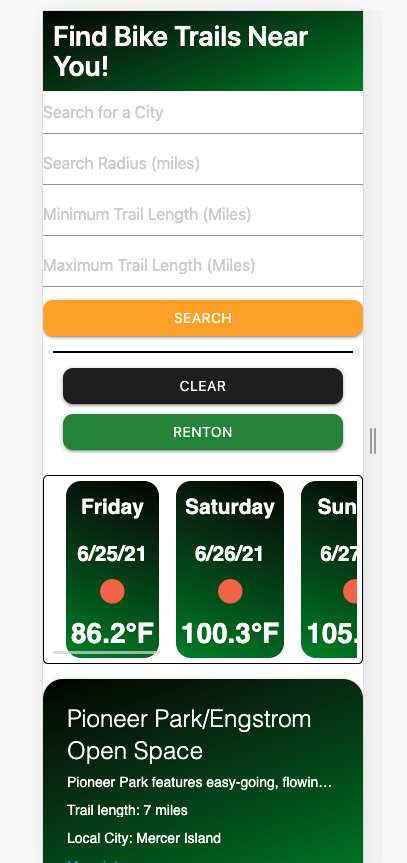 Find Bike Trails Near
You!
Search for a City
Search Radius (miles)
Minimum Trail Length (Miles)
Maximum Trail Length (Miles)
SEARCH
CLEAR
RENTON
Friday
6/25/21
86.2°F
Saturday
6/26/21
100.3°F
Sun
6/27
105.
Pioneer Park/Engstrom
Open Space
Pioneer Park features easy-going, flowin…
Trail length: 7 miles
Local City: Mercer Island